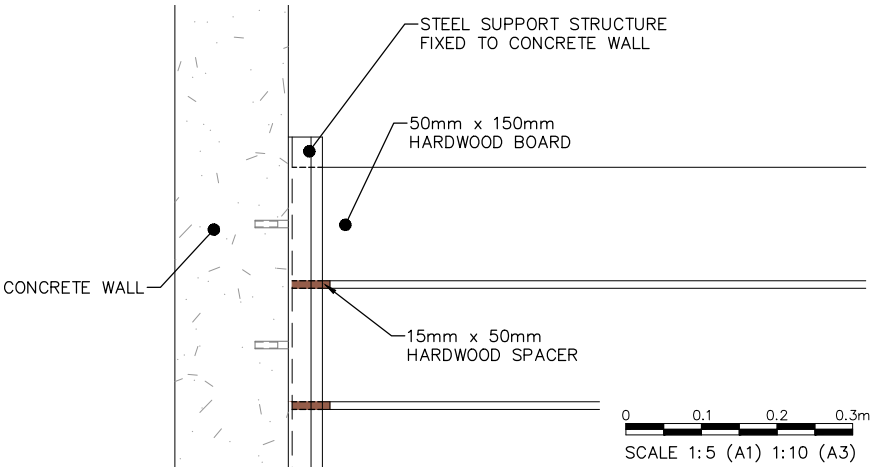 STEEL SUPPORT STRUCTURE
FIXED TO CONCRETE WALL
50mm x 150mm
HARDWOOD BOARD
CONCRETE WALL
15mm x 50mm
HARDWOOD SPACER
0 0.1 0.2 0.3m
SCALE 1:5 (A1) 1:10 (A3)